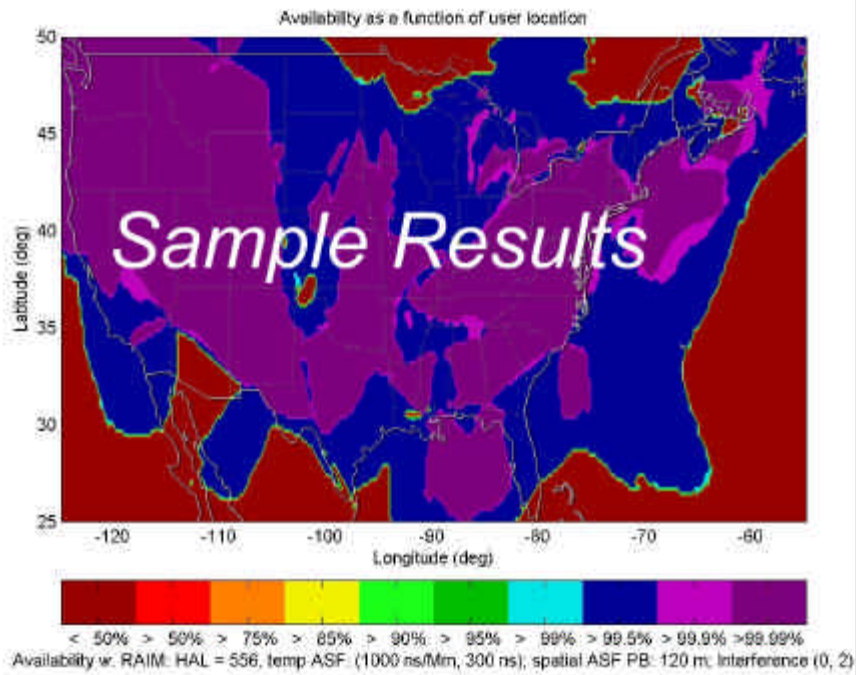 Availability as a function of user location
50
45
40
35
30
25
Latitude (deg)
Sample Results
-120 -110 -100 -90 -80 -70 -60
Longitude (deg)
< 50% > 50% > 75% > 85% > 90% > 95% > 99% > 99.5% > 99.9% >99.99%
Availability w. RAIM: HAL = 556, temp ASF: (1000 ns/Mm, 300 ns); spatial ASF PB: 120 m; Interference (0, 2)